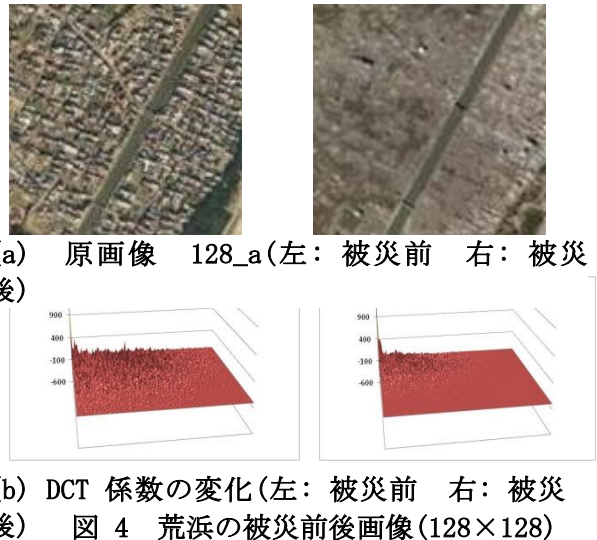 a) 原画像 128_a(左: 被災前 右: 被災
後)
900
400
-100
-600
900
400
-100
-600
b) DCT 係数の変化(左: 被災前 右: 被災
後) 図 4 荒浜の被災前後画像(128×128)